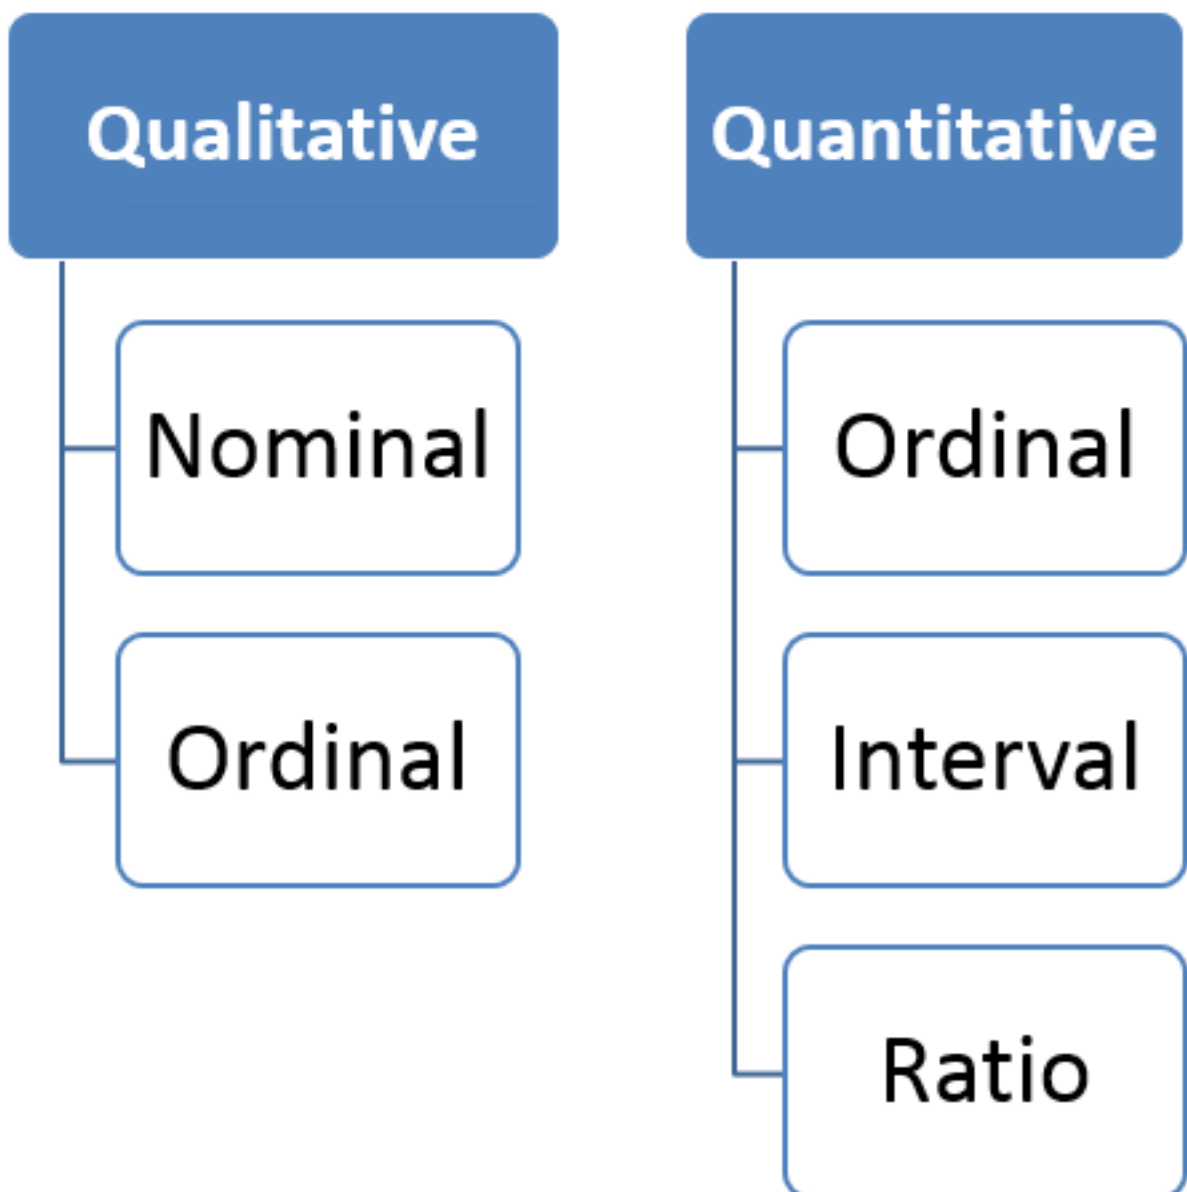 Qualitative
Nominal
Ordinal
Quantitative
Ordinal
Interval
Ratio